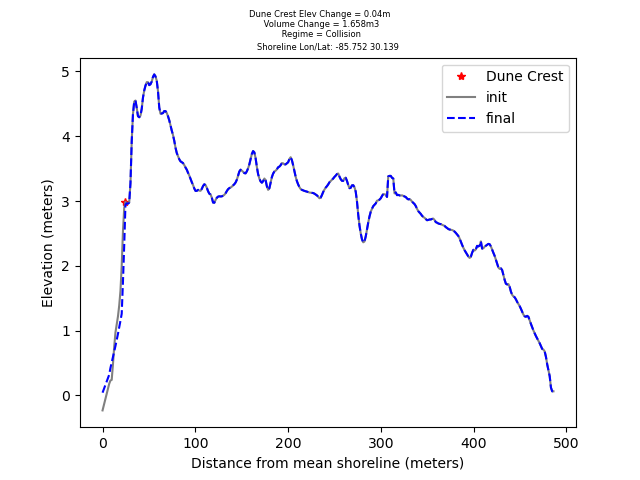 Dune Crest Elev Change = 0.04m
Volume Change = 1.658m3
Regime = Collision
Shoreline Lon/Lat: -85.752 30.139
Dune Crest
init
final
5
4
3
2
1
0
Elevation (meters)
0 100 200 300 400 500
Distance from mean shoreline (meters)